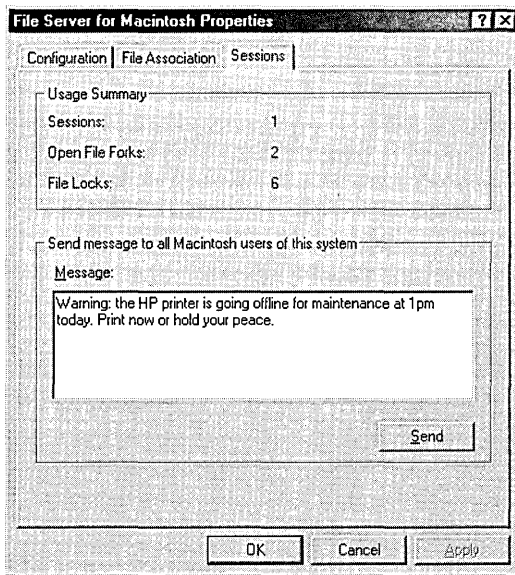 File Server for Macintosh Properties
Configuration File Association Sessions
Usage Summary
Sessions: 1
Open File Forks: 2
File Locks: 6
Send message to all Macintosh users of this system
Message:
Warning: the HP printer is going offline for maintenance at 1pm
today. Print now or hold your peace.
Send
OK Cancel Apply